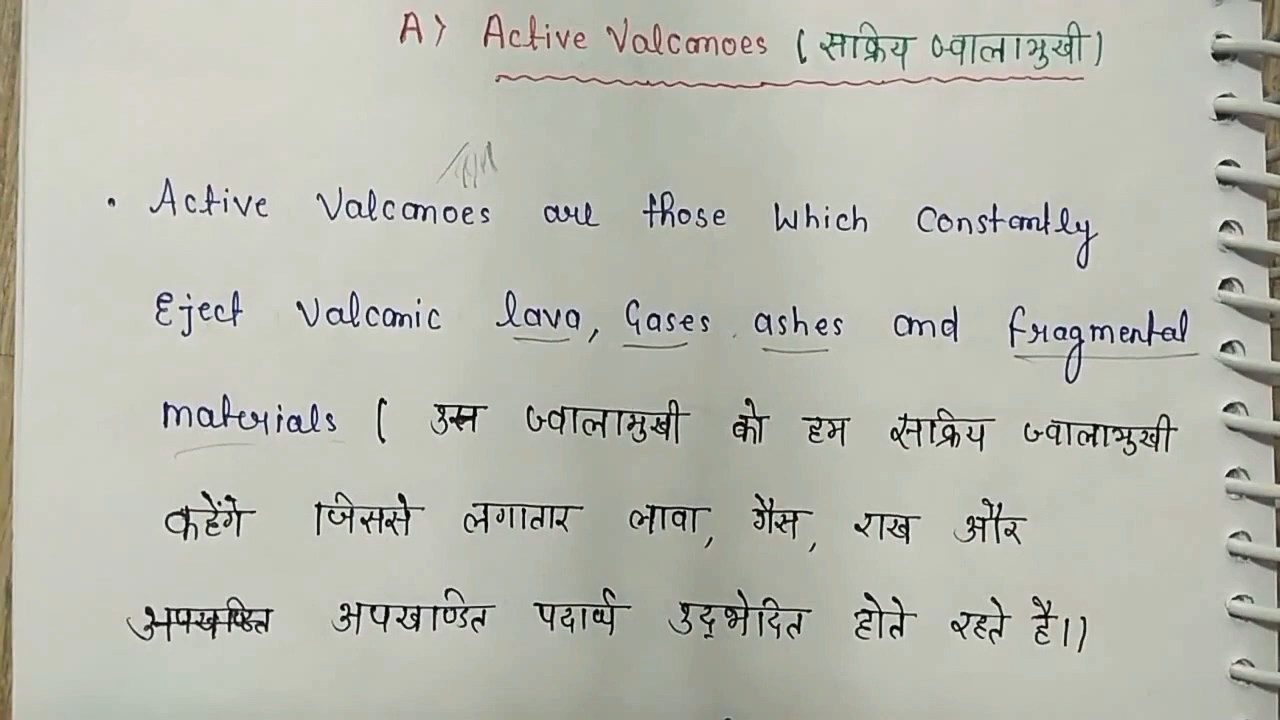 A) Active Valcanoes (सक्रिय ज्वालामुखी)
• Active Valcanoes are those which Constantly
Eject Valcanic lava, Gases, ashes and fragmental
materials ( उस ज्वालामुखी को हम सक्रिय ज्वालामुखी
कहेंगे जिससे लगातार लावा, गैस, राख और
अपखण्डित पदार्थ उद्भेदित होते रहते है।)